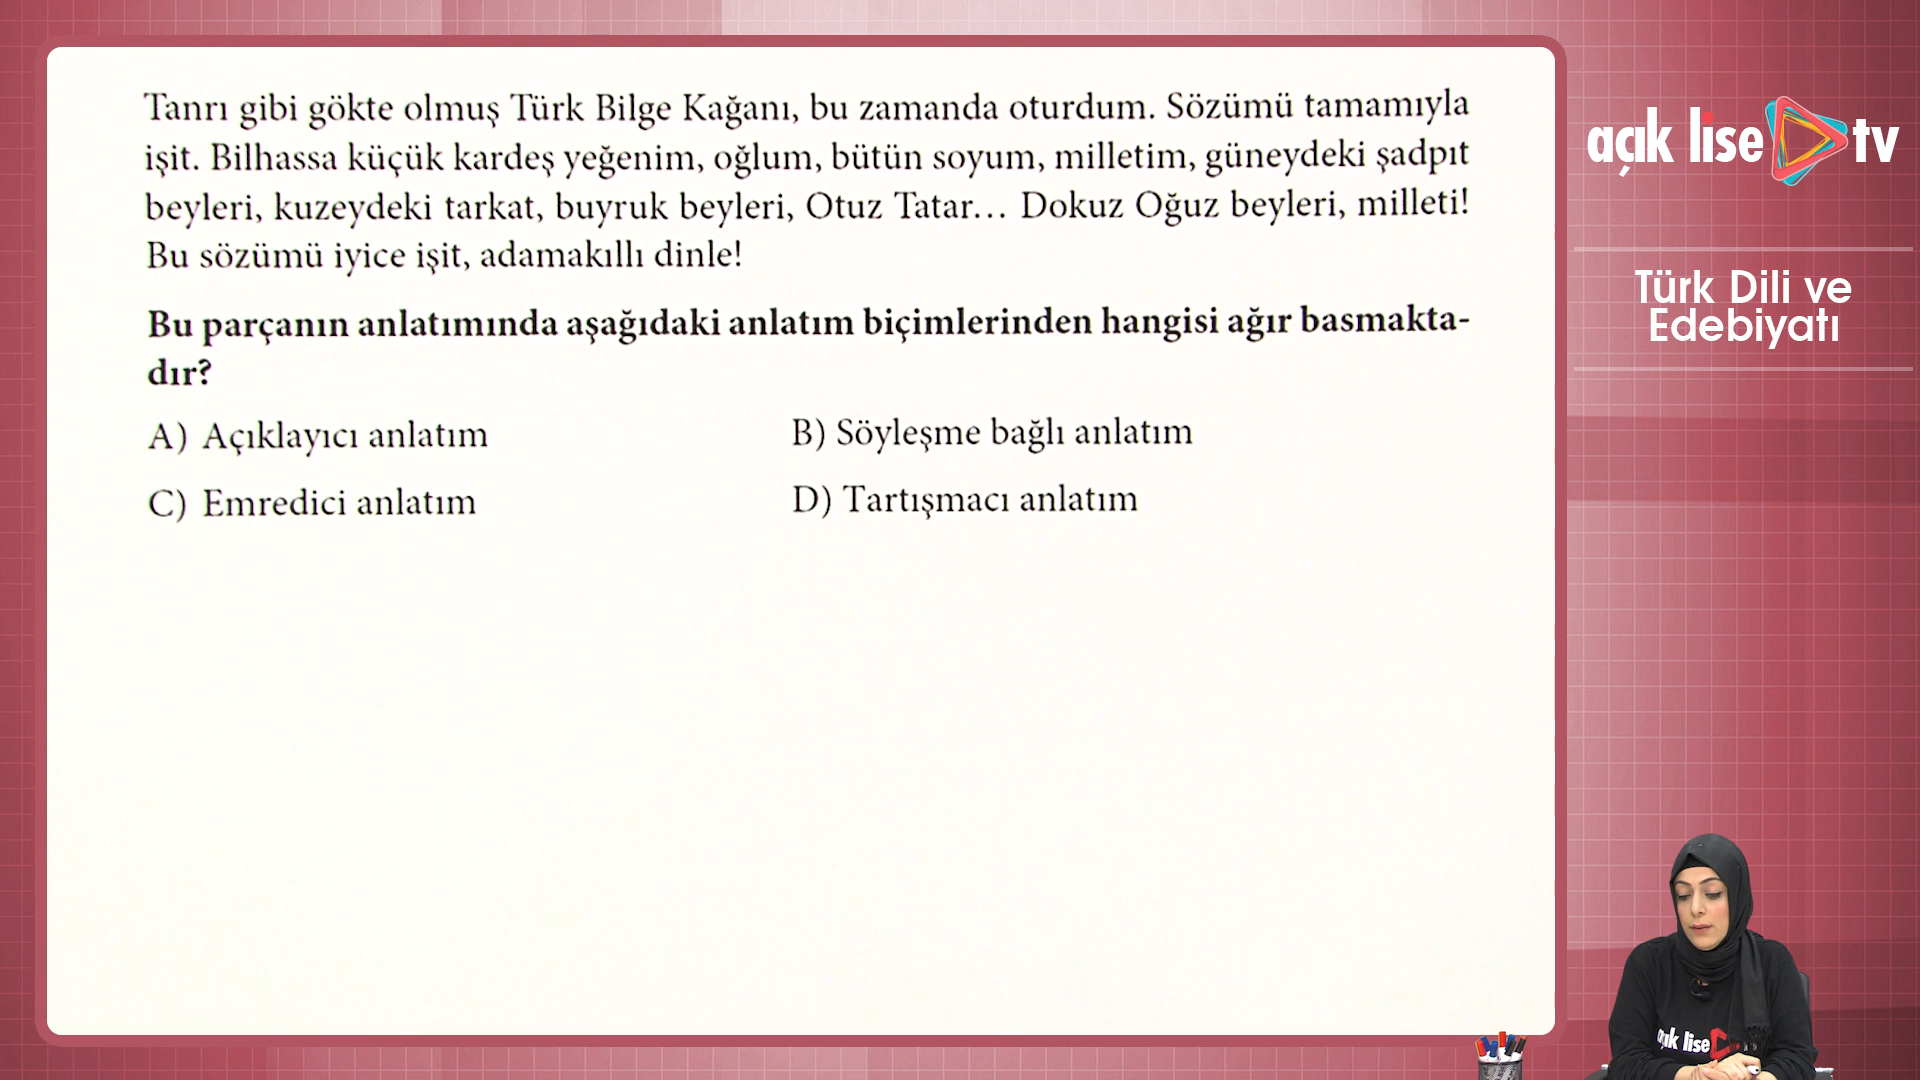 Tanrı gibi gökte olmuş Türk Bilge Kağanı, bu zamanda oturdum. Sözümü tamamıyla
işit. Bilhassa küçük kardeş yeğenim, oğlum, bütün soyum, milletim, güneydeki şadpıt
beyleri, kuzeydeki tarkat, buyruk beyleri, Otuz Tatar… Dokuz Oğuz beyleri, milleti!
Bu sözümü iyice işit, adamakıllı dinle!
Bu parçanın anlatımında aşağıdaki anlatım biçimlerinden hangisi ağır basmakta-
dır?
A) Açıklayıcı anlatım
B) Söyleşme bağlı anlatım
C) Emredici anlatım
D) Tartışmacı anlatım
açık lise tv
Türk Dili ve
Edebiyatı
açık lise